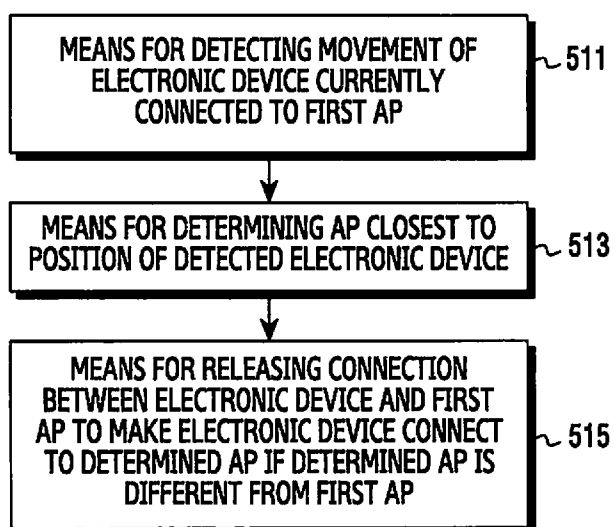 MEANS FOR DETECTING MOVEMENT OF
ELECTRONIC DEVICE CURRENTLY
CONNECTED TO FIRST AP
511
MEANS FOR DETERMINING AP CLOSEST TO
POSITION OF DETECTED ELECTRONIC DEVICE
513
MEANS FOR RELEASING CONNECTION
BETWEEN ELECTRONIC DEVICE AND FIRST
AP TO MAKE ELECTRONIC DEVICE CONNECT
TO DETERMINED AP IF DETERMINED AP IS
DIFFERENT FROM FIRST AP
515